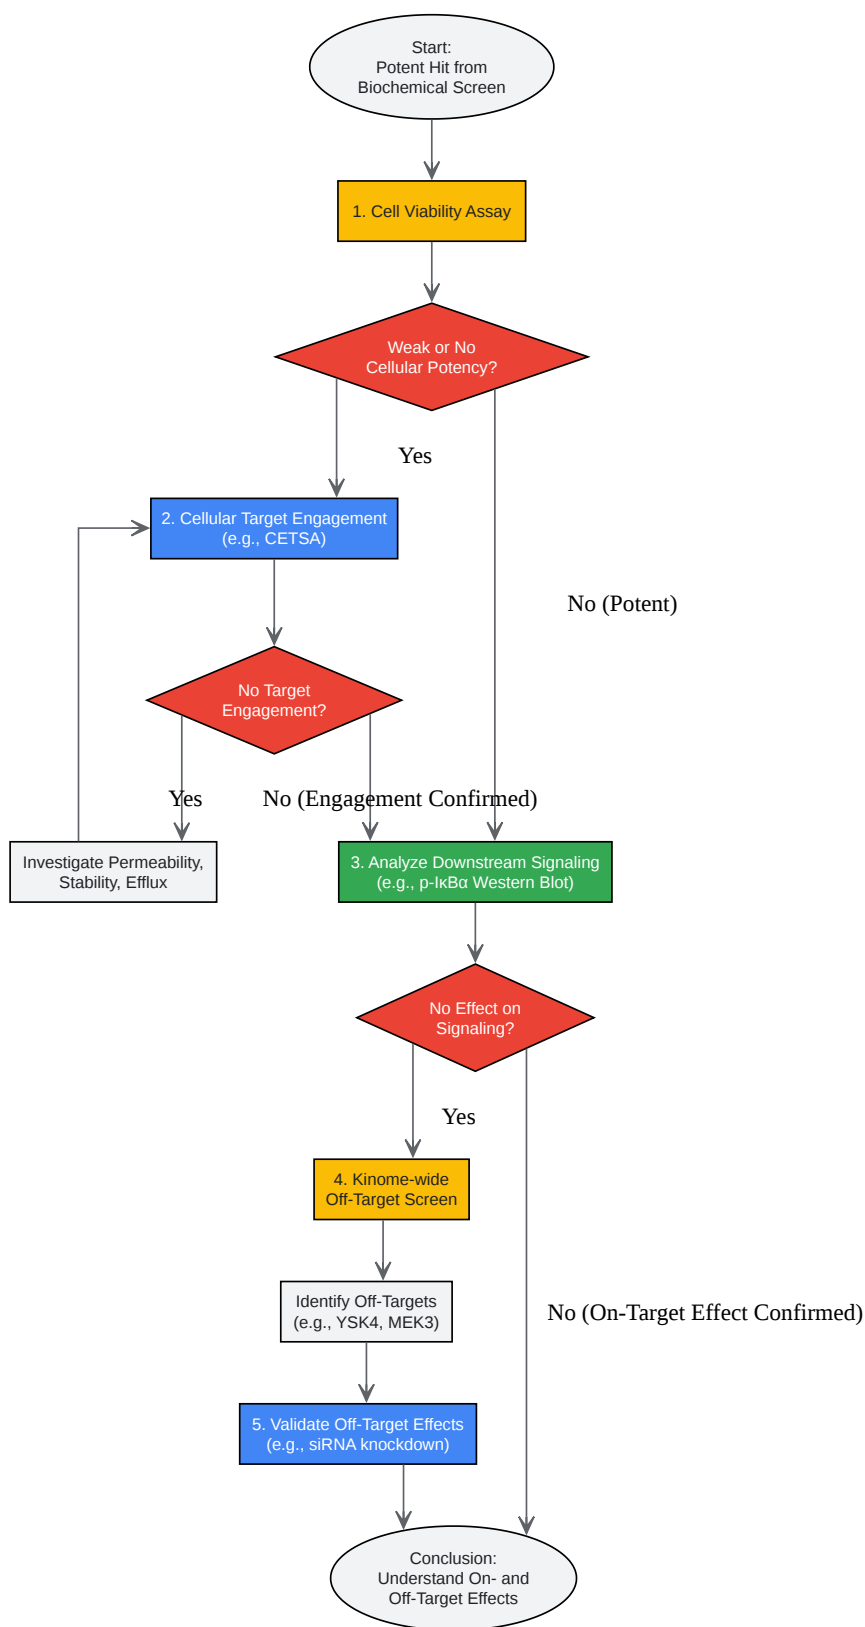 Start:
Potent Hit from
Biochemical Screen
1. Cell Viability Assay
Weak or No
Cellular Potency?
Yes
2. Cellular Target Engagement
(e.g., CETSA)
No (Potent)
No Target
Engagement?
Yes
No (Engagement Confirmed)
Investigate Permeability,
Stability, Efflux
3. Analyze Downstream Signaling
(e.g., p-IκBα Western Blot)
No Effect on
Signaling?
Yes
4. Kinome-wide
Off-Target Screen
Identify Off-Targets
(e.g., YSK4, MEK3)
No (On-Target Effect Confirmed)
5. Validate Off-Target Effects
(e.g., siRNA knockdown)
Conclusion:
Understand On- and
Off-Target Effects